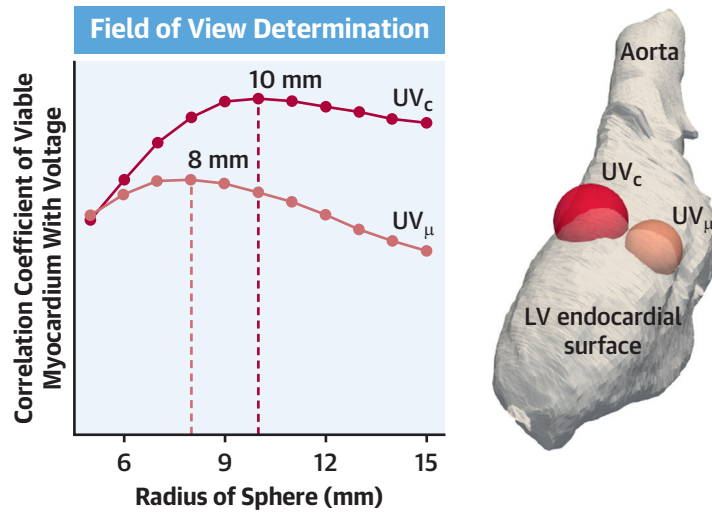 Field of View Determination
Correlation Coefficient of Viable
Myocardium With Voltage
10 mm
UVc
8 mm
UVμ
6
9
12
15
Radius of Sphere (mm)
Aorta
UVc
UVμ
LV endocardial
surface